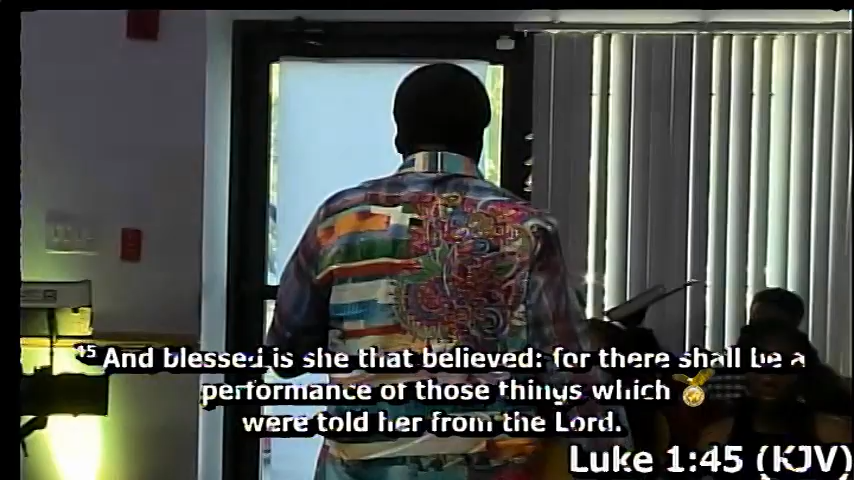 45 And blessed is she that believed: for there shall be a
performance of those things which
were told her from the Lord.
Luke 1:45 (KJV)